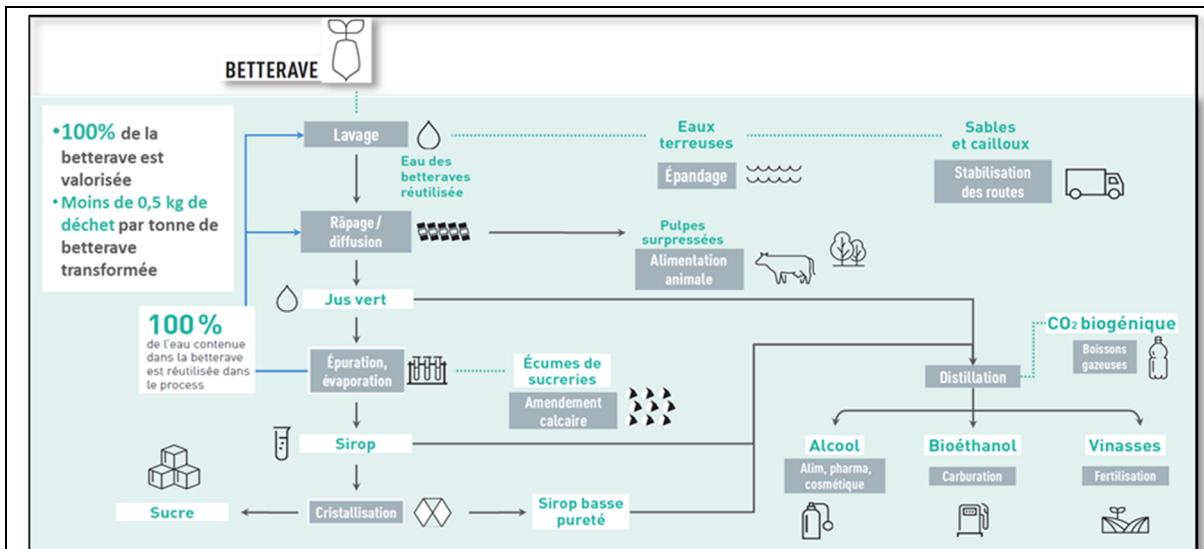 BETTERAVE
•100% de la
betterave est
valorisée
• Moins de 0,5 kg de
déchet par tonne de
betterave
transformée
100 %
de l'eau contenue
dans la betterave
est réutilisée dans
le process
Lavage
Eau des
betteraves
réutilisée
Eaux
terreuses
Épandage
Sables
et cailloux
Stabilisation
des routes
Râpage/
diffusion
Pulpes
surpressées
Alimentation
animale
Jus vert
Épuration,
évaporation
Écumes de
sucreries
Amendement
calcaire
CO₂ biogénique
Boissons
gazeuses
Distillation
Sirop
Alcool
Alim, pharma,
cosmétique
Bioéthanol
Carburation
Vinasses
Fertilisation
Sucre
Cristallisation
Sirop basse
pureté